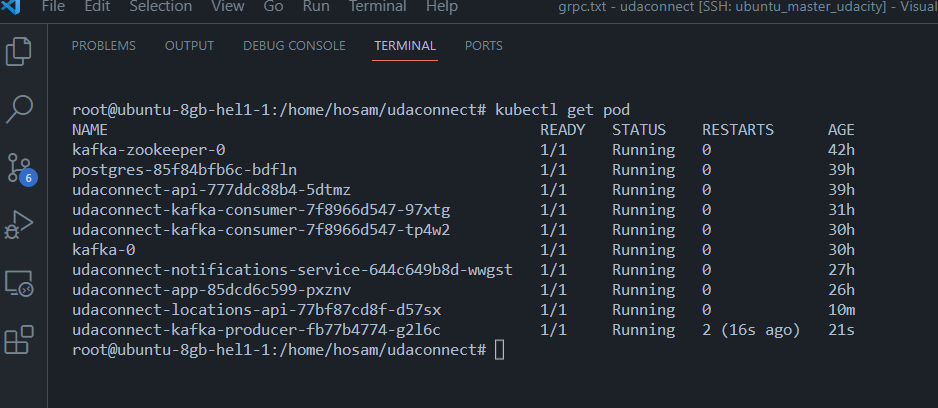 File Edit Selection View Go Run Terminal Help grpc.txt - udaconnect [SSH: ubuntu_master_udacity] - Visual
PROBLEMS OUTPUT DEBUG CONSOLE TERMINAL PORTS
root@ubuntu-8gb-hel1-1:/home/hosam/udaconnect# kubectl get pod
NAME READY STATUS RESTARTS AGE
kafka-zookeeper-0 1/1 Running 0 42h
postgres-85f84bfb6c-bdfln 1/1 Running 0 39h
udaconnect-api-777ddc88b4-5dtmz 1/1 Running 0 39h
udaconnect-kafka-consumer-7f8966d547-97xtg 1/1 Running 0 31h
udaconnect-kafka-consumer-7f8966d547-tp4w2 1/1 Running 0 30h
kafka-0 1/1 Running 0 30h
udaconnect-notifications-service-644c649b8d-wwgst 1/1 Running 0 27h
udaconnect-app-85dcd6c599-pxznv 1/1 Running 0 26h
udaconnect-locations-api-77bf87cd8f-d57sx 1/1 Running 0 10m
udaconnect-kafka-producer-fb77b4774-g2l6c 1/1 Running 2 (16s ago) 21s
root@ubuntu-8gb-hel1-1:/home/hosam/udaconnect#
6